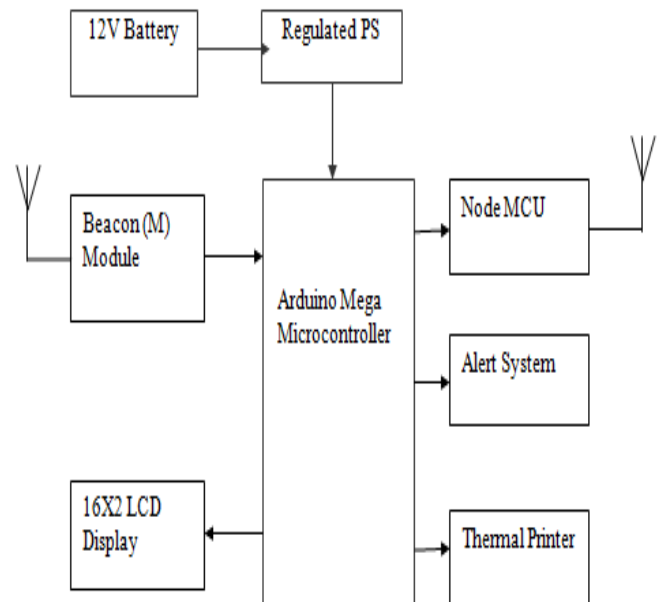 12V Battery
Regulated PS
Beacon (M)
Module
Arduino Mega
Microcontroller
Node MCU
Alert System
16X2 LCD
Display
Thermal Printer